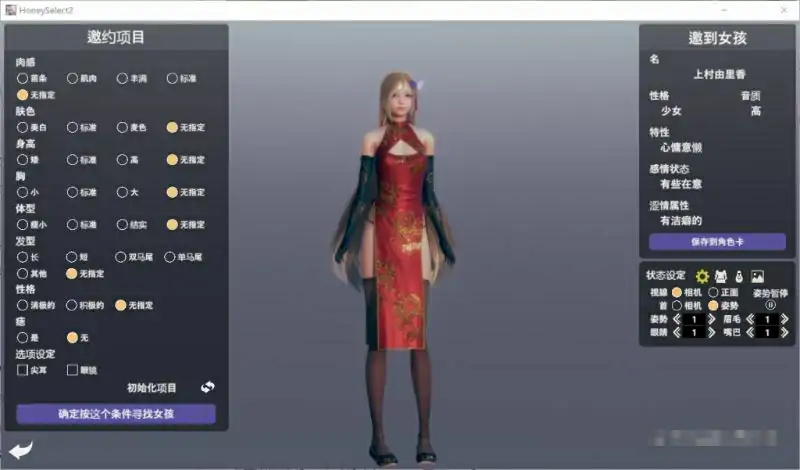 HoneySelect2
邀约项目
肉感
苗条 肌肉 丰满 标准
无指定
肤色
美白 标准 麦色 无指定
身高
矮 标准 高 无指定
胸
小 标准 大 无指定
体型
瘦小 标准 结实 无指定
发型
长 短 双马尾 单马尾
其他 无指定
性格
消极的 积极的 无指定
痣
是 无
选项设定
尖耳 眼镜
初始化项目
确定按这个条件寻找女孩
邀到女孩
名
上村由里香
性格 音质
少女 高
特性
心慵意懒
感情状态
有些在意
涩情属性
有洁癖的
保存到角色卡
状态设定
视線 相机 正面 姿势暂停
首 相机 姿势
姿势 1 眉毛 1
眼睛 1 嘴巴 1